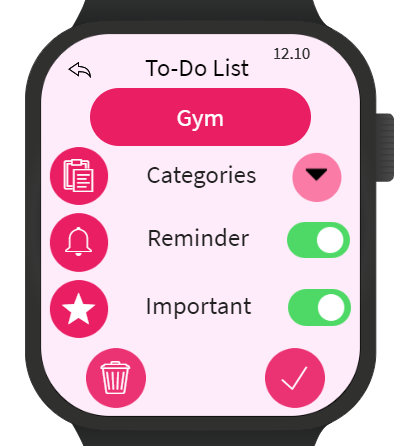 12.10
To-Do List
Gym
Categories
Reminder
Important